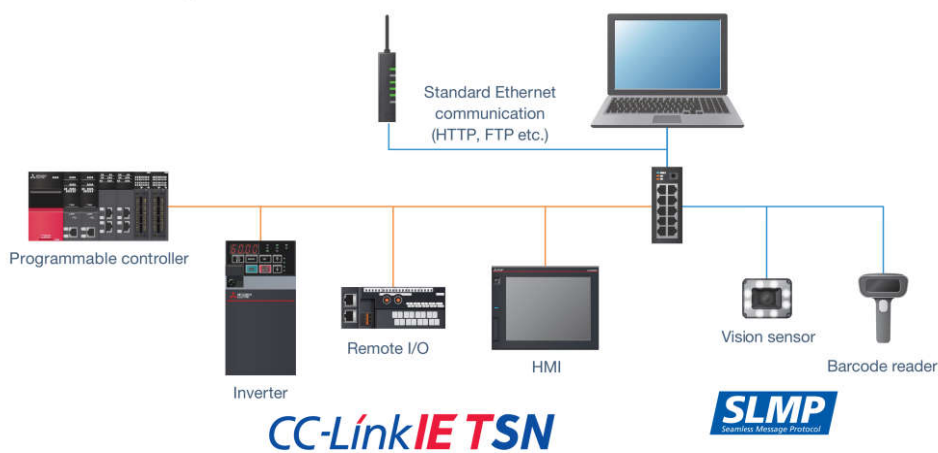 Standard Ethernet
communication
(HTTP, FTP etc.)
Programmable controller
6000
Inverter
Remote I/O
HMI
Vision sensor
Barcode reader
CC-Link IE TSN
SLMP
Seamless Message Protocol